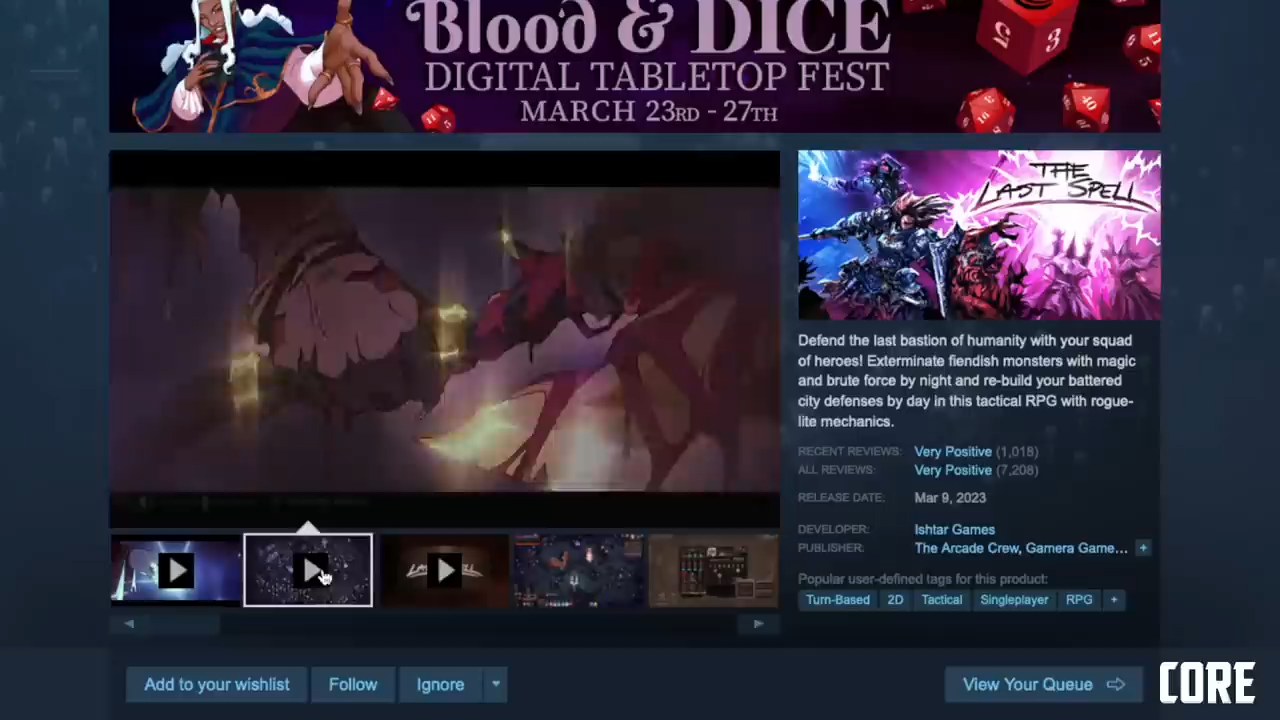 Blood & DICE
DIGITAL TABLETOP FEST
MARCH 23RD - 27TH
THE
LAST SPELL
Defend the last bastion of humanity with your squad
of heroes! Exterminate fiendish monsters with magic
and brute force by night and re-build your battered
city defenses by day in this tactical RPG with rogue-
lite mechanics.
RECENT REVIEWS: Very Positive (1,018)
ALL REVIEWS: Very Positive (7,208)
RELEASE DATE: Mar 9, 2023
DEVELOPER: Ishtar Games
PUBLISHER: The Arcade Crew, Gamera Game... +
Popular user-defined tags for this product:
Turn-Based 2D Tactical Singleplayer RPG +
Add to your wishlist Follow Ignore View Your Queue
CORE